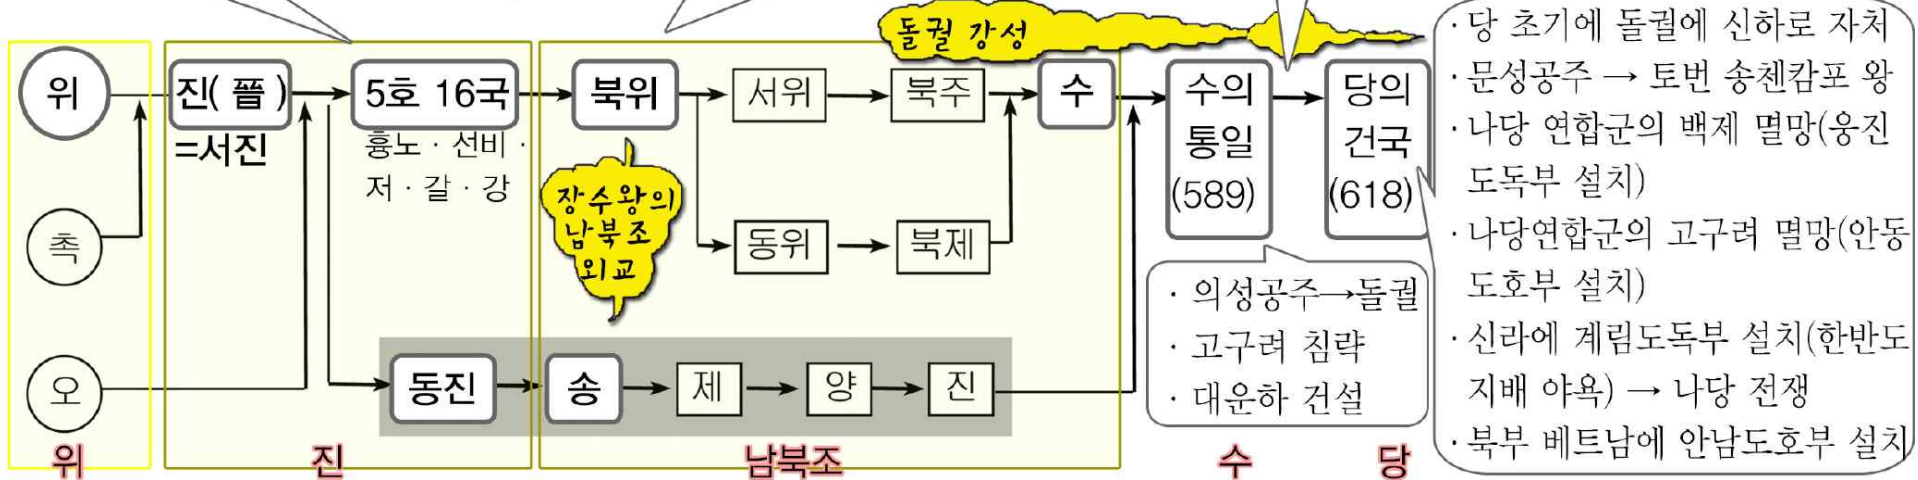 돌궐 강성
위
진( 晉 )
=서진
5호 16국
흉노 · 선비 ·
저 · 갈 · 강
북위
서위
북주
수
수의
통일
(589)
당의
건국
(618)
촉
장수왕의
남북조
외교
동위
북제
오
동진
송
제
양
진
· 의성공주→돌궐
· 고구려 침략
· 대운하 건설
· 당 초기에 돌궐에 신하로 자처
· 문성공주 → 토번 송첸캄포 왕
· 나당 연합군의 백제 멸망(웅진
도독부 설치)
· 나당연합군의 고구려 멸망(안동
도호부 설치)
· 신라에 계림도독부 설치(한반도
지배 야욕) → 나당 전쟁
· 북부 베트남에 안남도호부 설치
위
진
남북조
수
당